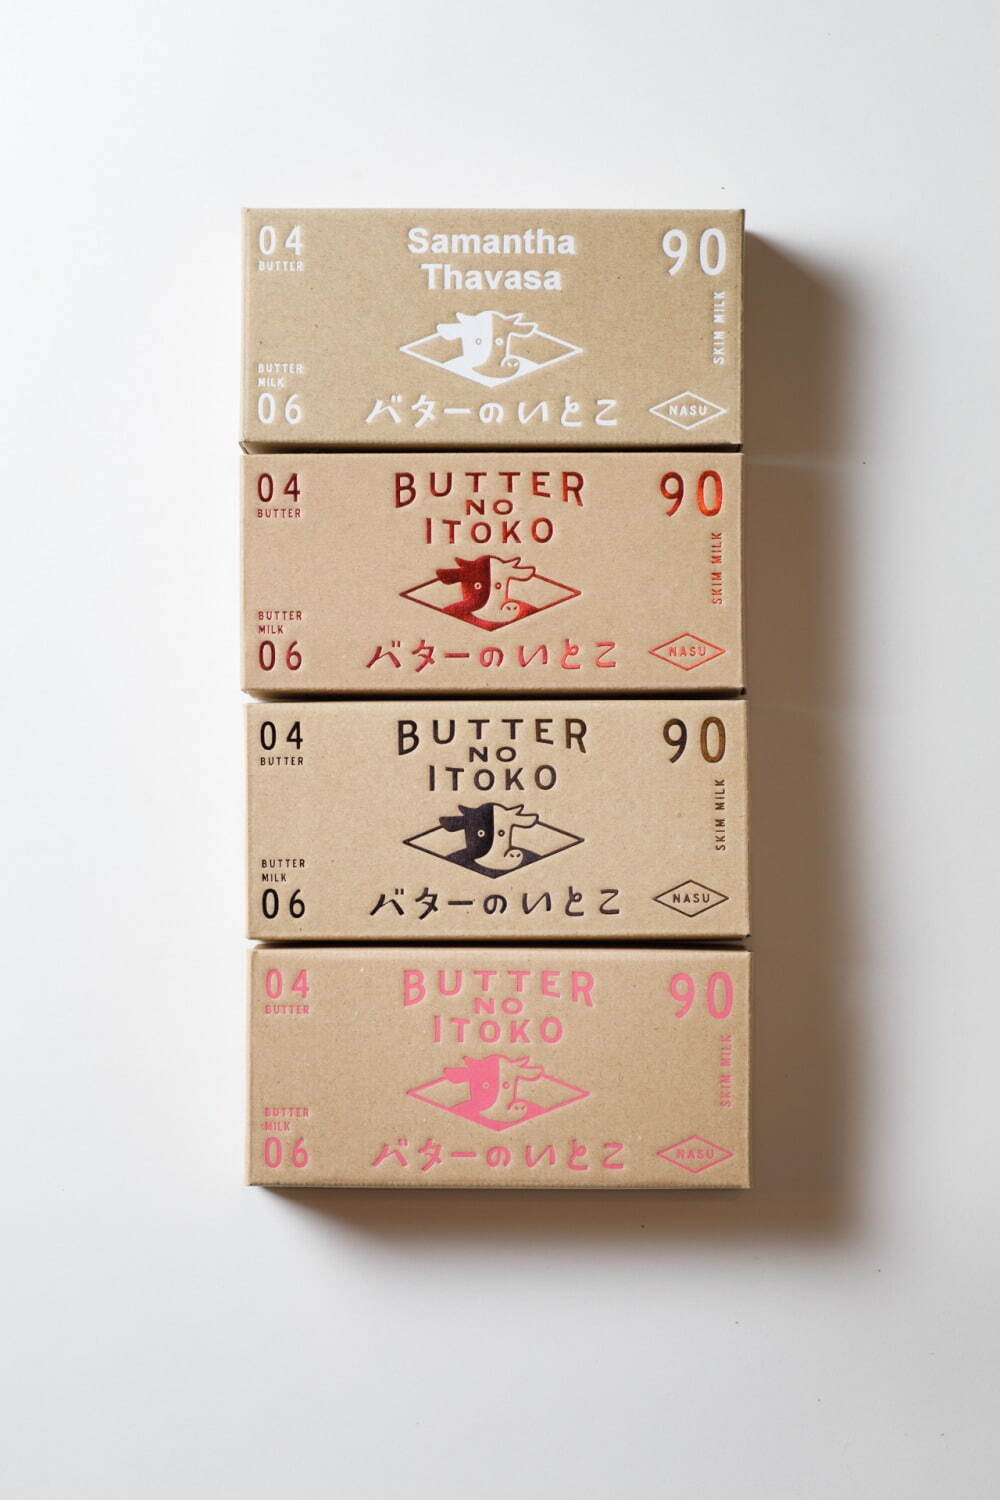 04
BUTTER
Samantha
Thavasa
90
SKIM MILK
BUTTER
MILK
06
バターのいとこ
NASU
04
BUTTER
BUTTER
NO
ITOKO
90
SKIM MILK
BUTTER
MILK
06
バターのいとこ
NASU
04
BUTTER
BUTTER
NO
ITOKO
90
SKIM MILK
BUTTER
MILK
06
バターのいとこ
NASU
04
BUTTER
BUTTER
NO
ITOKO
90
SKIM MILK
BUTTER
MILK
06
バターのいとこ
NASU